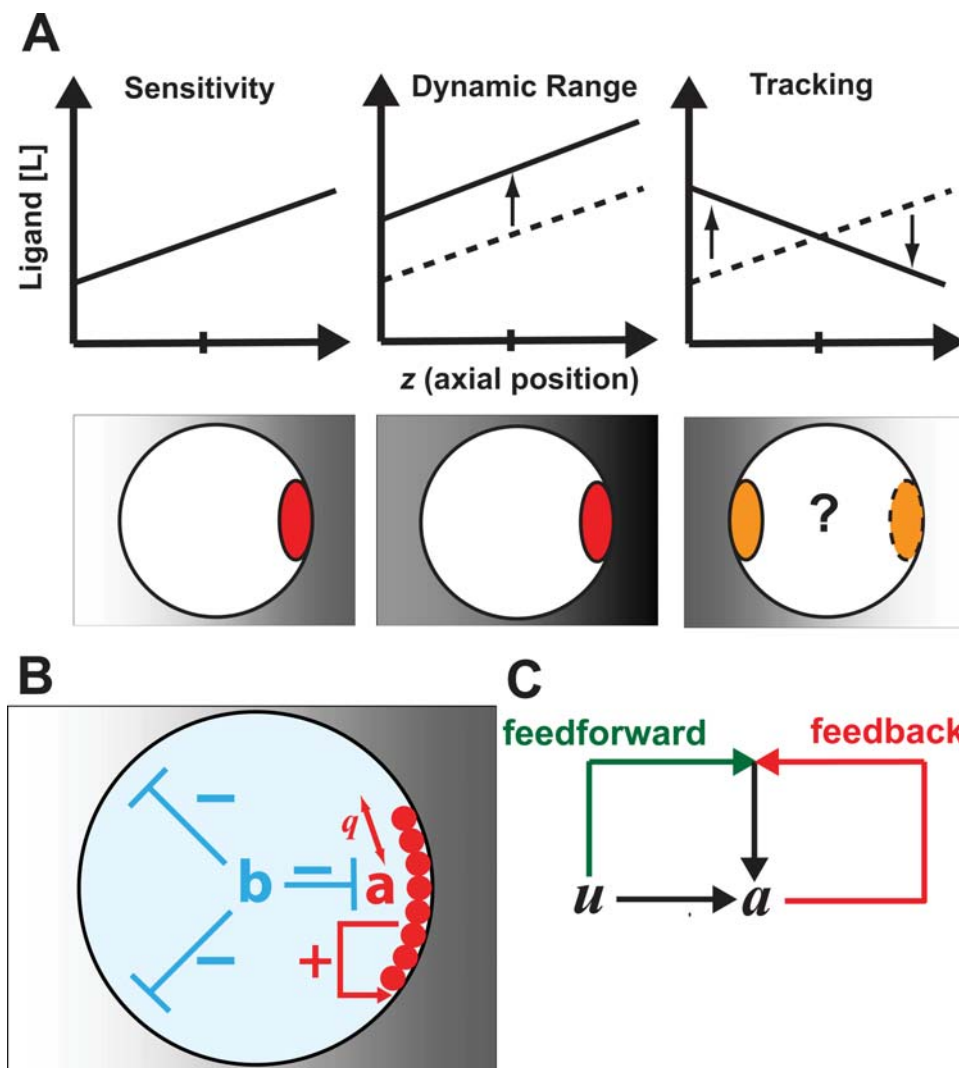 A
Sensitivity
Dynamic Range
Tracking
Ligand [L]
z (axial position)
?
B
b
a
q
+
−
−
−
C
feedforward
feedback
u
a